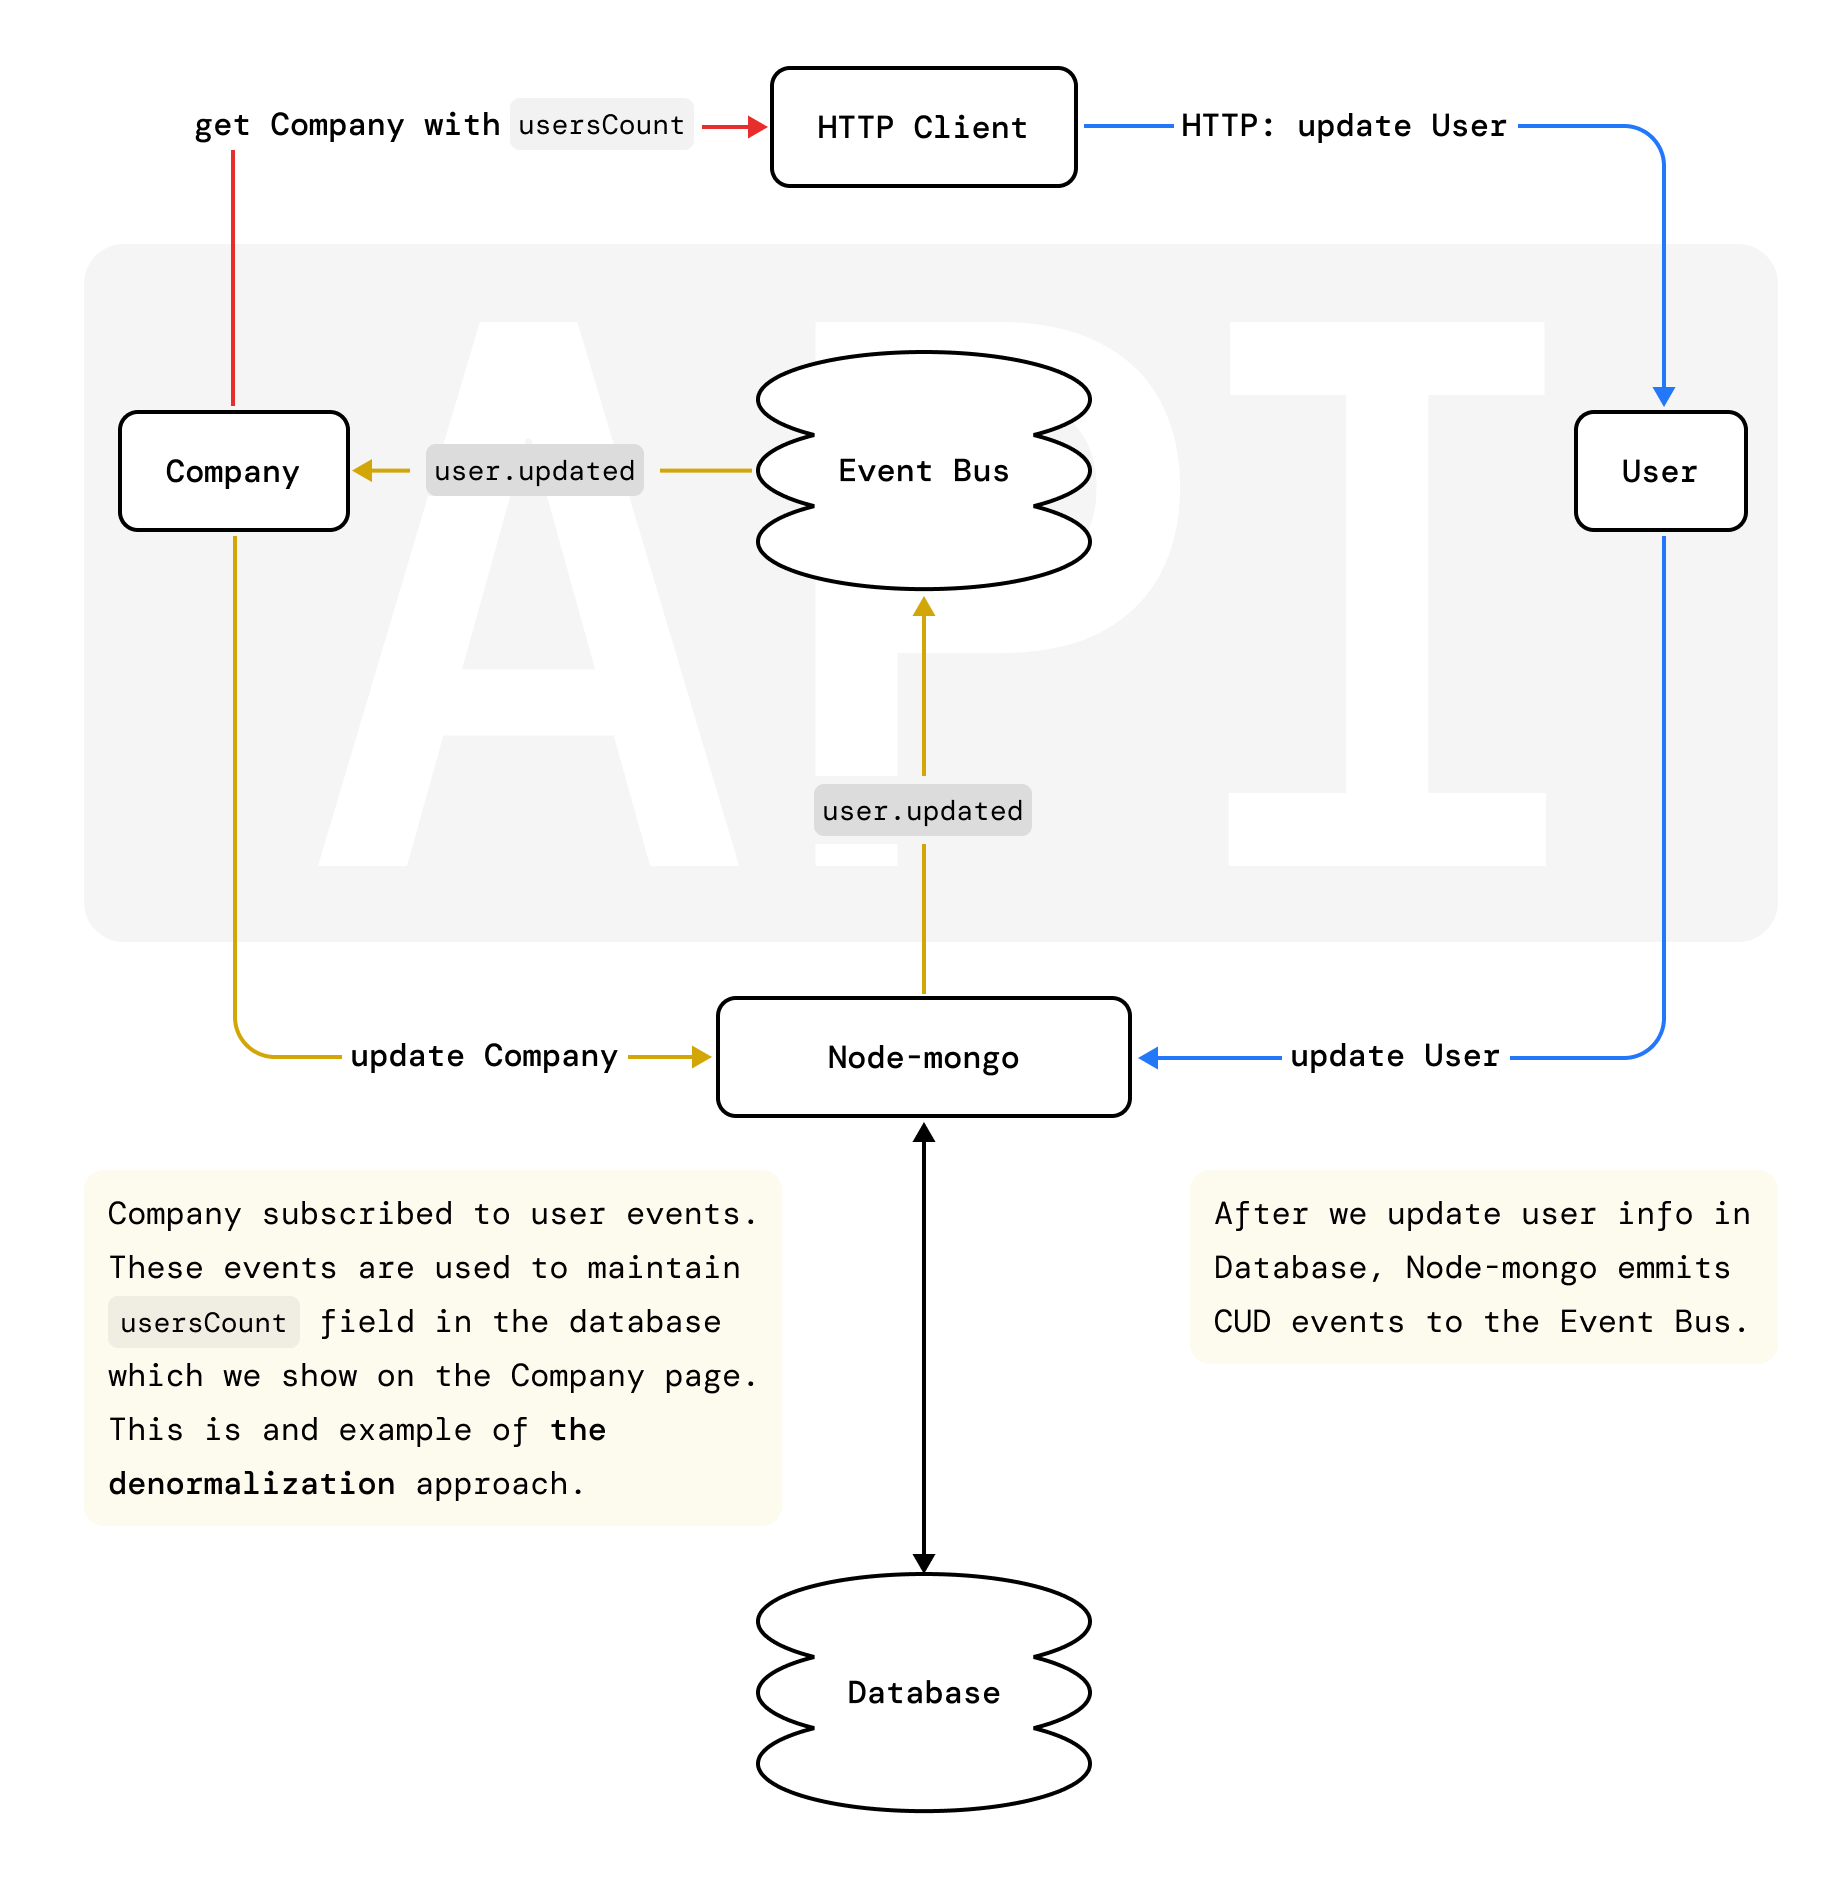 get Company with usersCount
HTTP Client
HTTP: update User
API
Company
user.updated
Event Bus
User
user.updated
update Company
Node-mongo
update User
Company subscribed to user events.
These events are used to maintain
usersCount field in the database
which we show on the Company page.
This is and example of the
denormalization approach.
After we update user info in
Database, Node-mongo emmits
CUD events to the Event Bus.
Database